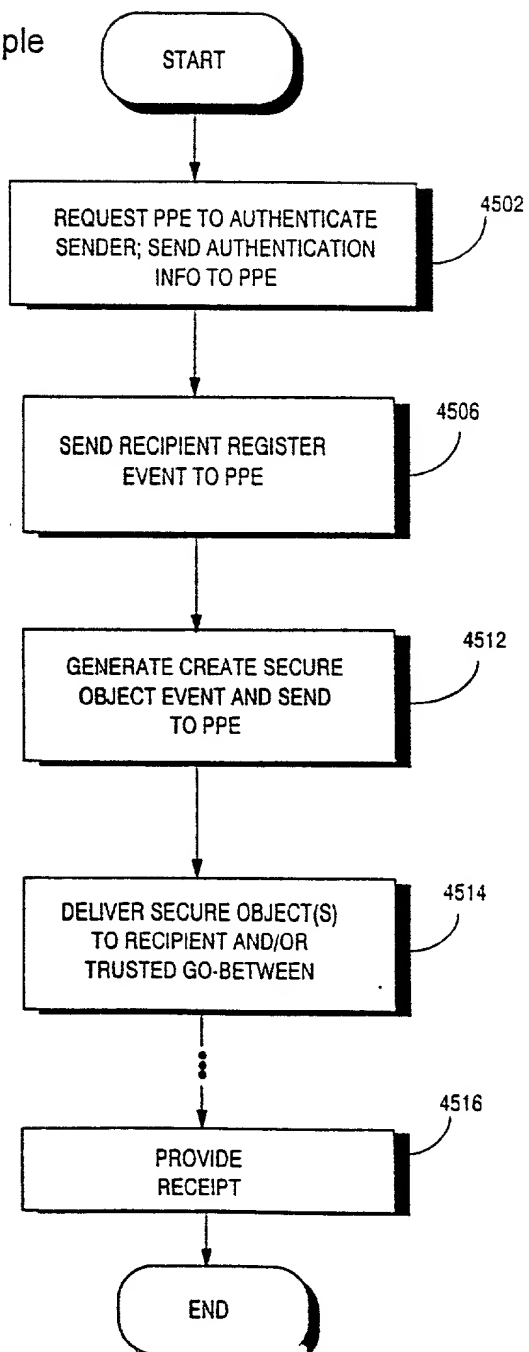 ple
START
REQUEST PPE TO AUTHENTICATE
SENDER; SEND AUTHENTICATION
INFO TO PPE
4502
SEND RECIPIENT REGISTER
EVENT TO PPE
4506
GENERATE CREATE SECURE
OBJECT EVENT AND SEND
TO PPE
4512
DELIVER SECURE OBJECT(S)
TO RECIPIENT AND/OR
TRUSTED GO-BETWEEN
4514
PROVIDE
RECEIPT
4516
END